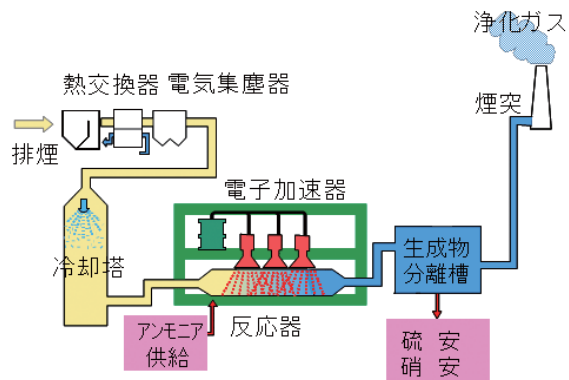 浄化ガス
熱交換器 電気集塵器
煙突
排煙
電子加速器
生成物
分離槽
冷却塔
アンモニア
供給
反応器
硫 安
硝 安